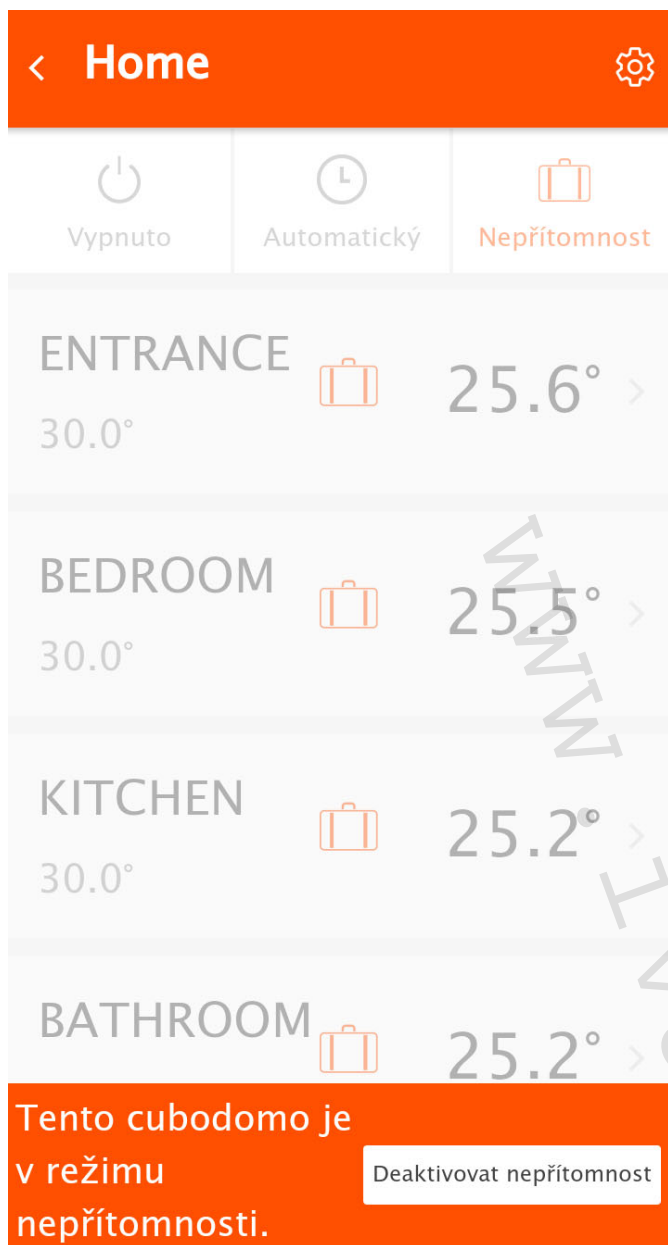 Home
Vypnuto Automatický Nepřítomnost
ENTRANCE
25.6°
30.0°
BEDROOM
25.5°
30.0°
KITCHEN
25.2°
30.0°
BATHROOM
25.2°
Tento cubodomo je
v režimu
nepřítomnosti.
Deaktivovat nepřítomnost
www.